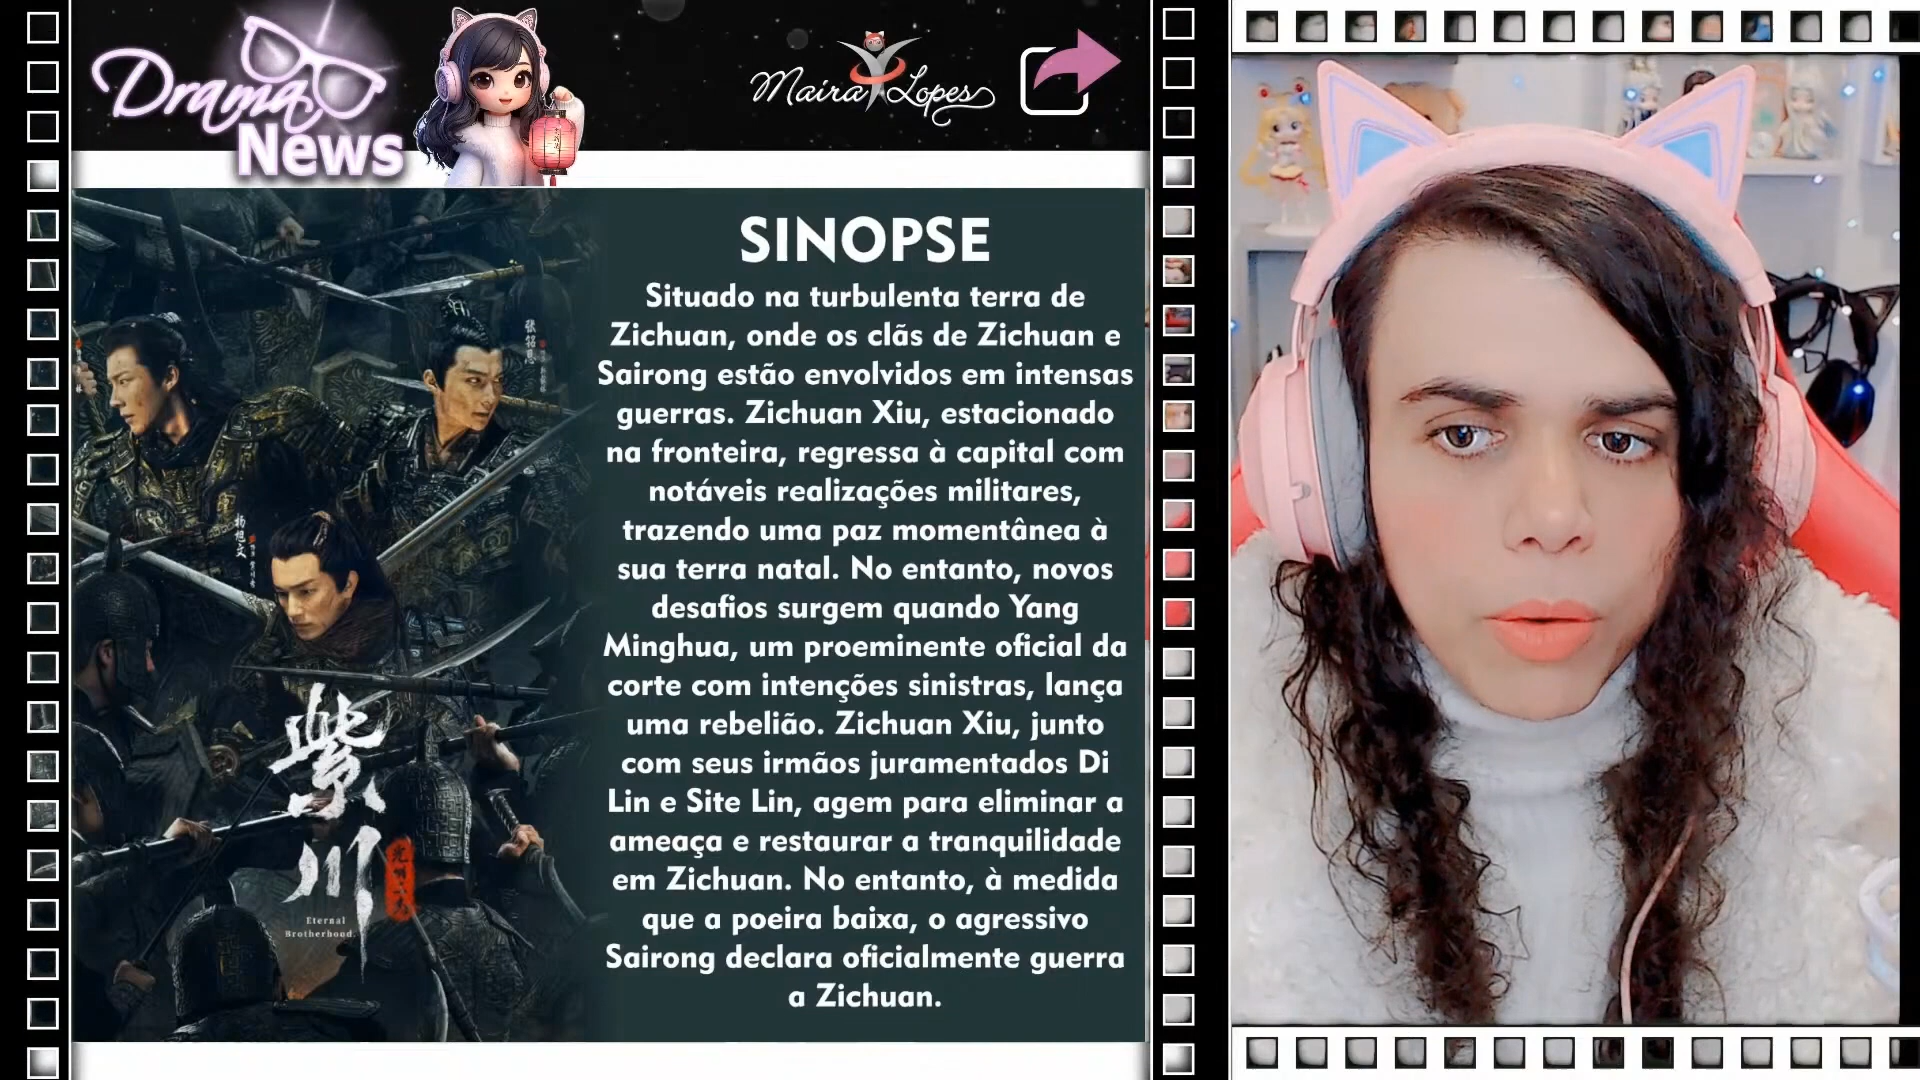 Drama
News
Maira Lopes
SINOPSE
Situado na turbulenta terra de
Zichuan, onde os clãs de Zichuan e
Sairong estão envolvidos em intensas
guerras. Zichuan Xiu, estacionado
na fronteira, regressa à capital com
notáveis realizações militares,
trazendo uma paz momentânea à
sua terra natal. No entanto, novos
desafios surgem quando Yang
Minghua, um proeminente oficial da
corte com intenções sinistras, lança
uma rebelião. Zichuan Xiu, junto
com seus irmãos juramentados Di
Lin e Site Lin, agem para eliminar a
ameaça e restaurar a tranquilidade
em Zichuan. No entanto, à medida
que a poeira baixa, o agressivo
Sairong declara oficialmente guerra
a Zichuan.
杨旭文
紫川
Eternal
Brotherhood